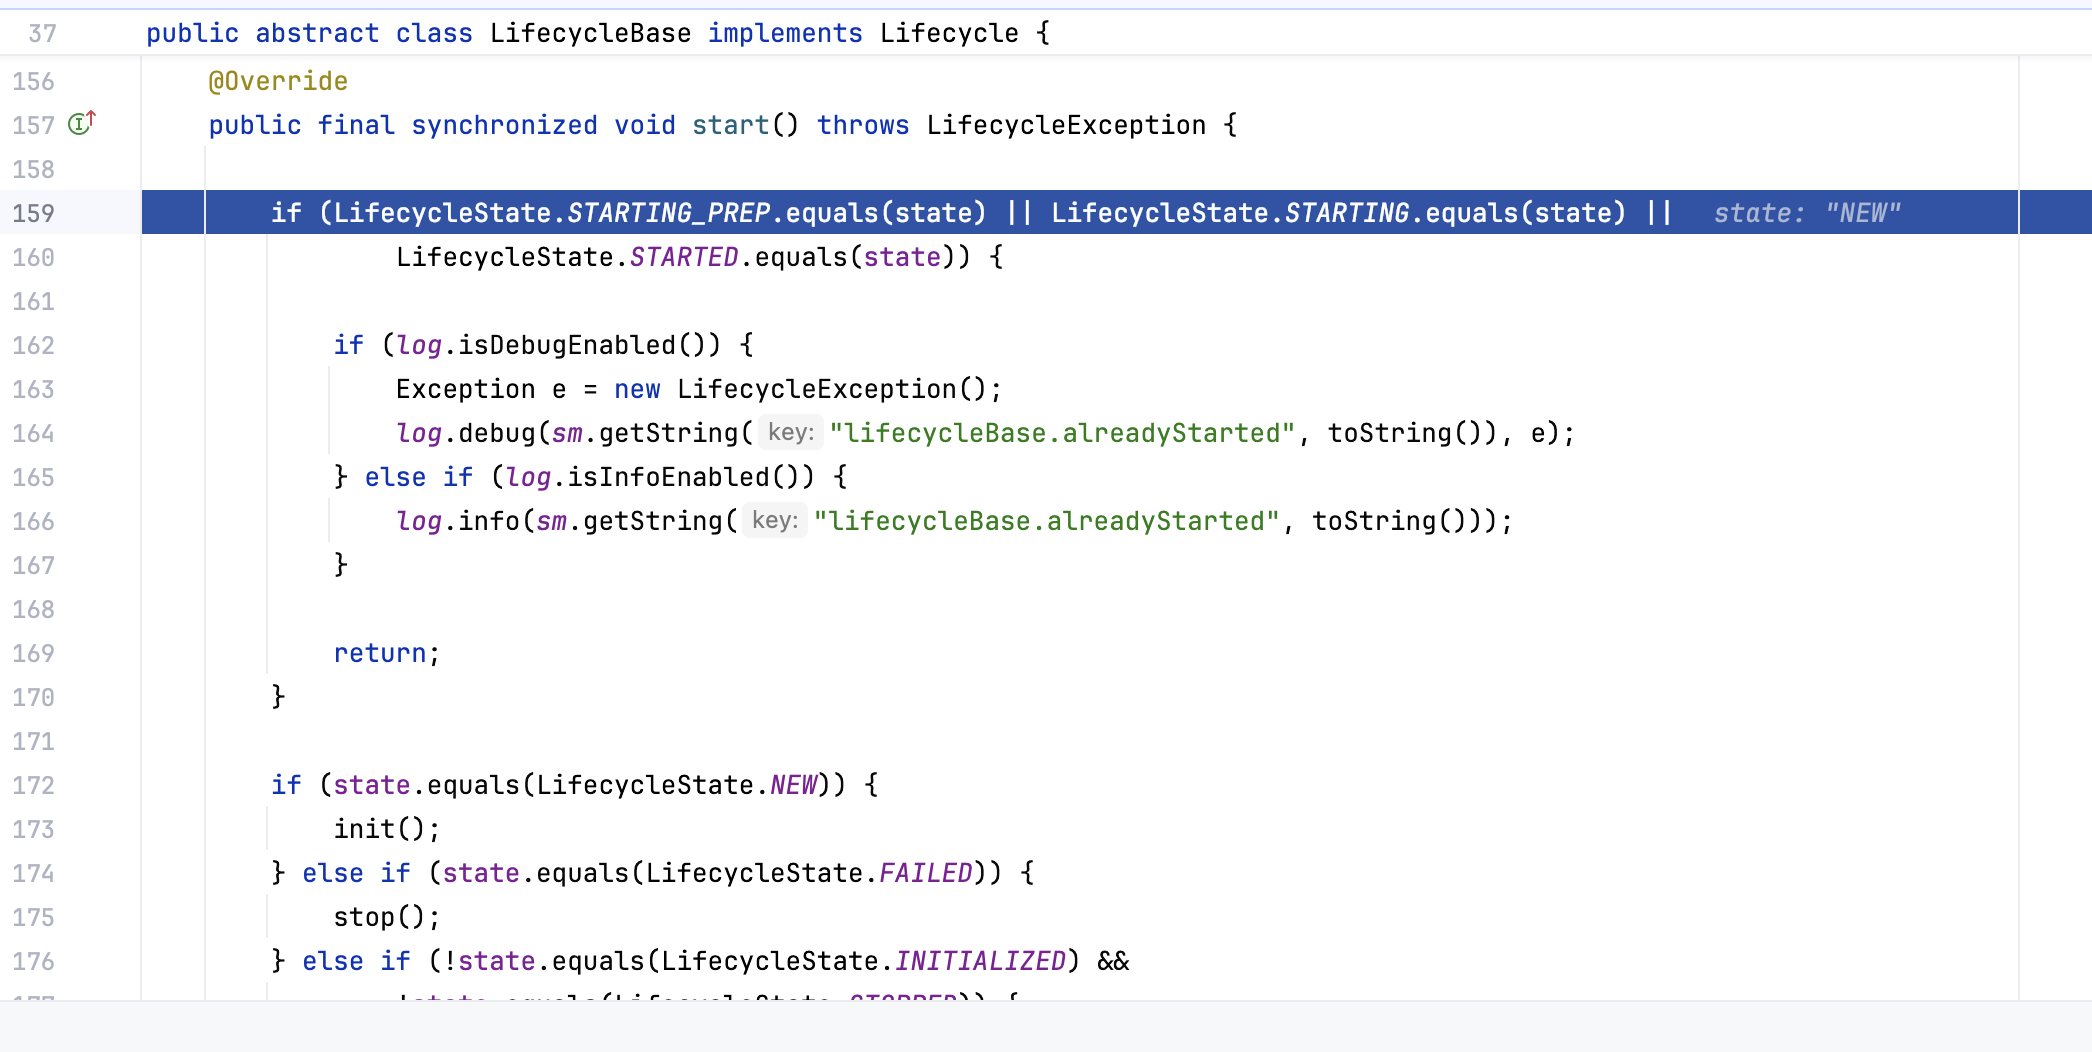 37 public abstract class LifecycleBase implements Lifecycle {
156 @Override
157 public final synchronized void start() throws LifecycleException {
158
159 if (LifecycleState.STARTING_PREP.equals(state) || LifecycleState.STARTING.equals(state) || state: "NEW"
160 LifecycleState.STARTED.equals(state)) {
161
162 if (log.isDebugEnabled()) {
163 Exception e = new LifecycleException();
164 log.debug(sm.getString( key: "lifecycleBase.alreadyStarted", toString()), e);
165 } else if (log.isInfoEnabled()) {
166 log.info(sm.getString( key: "lifecycleBase.alreadyStarted", toString()));
167 }
168
169 return;
170 }
171
172 if (state.equals(LifecycleState.NEW)) {
173 init();
174 } else if (state.equals(LifecycleState.FAILED)) {
175 stop();
176 } else if (!state.equals(LifecycleState.INITIALIZED) &&
177 !state.equals(LifecycleState.STOPPED)) {